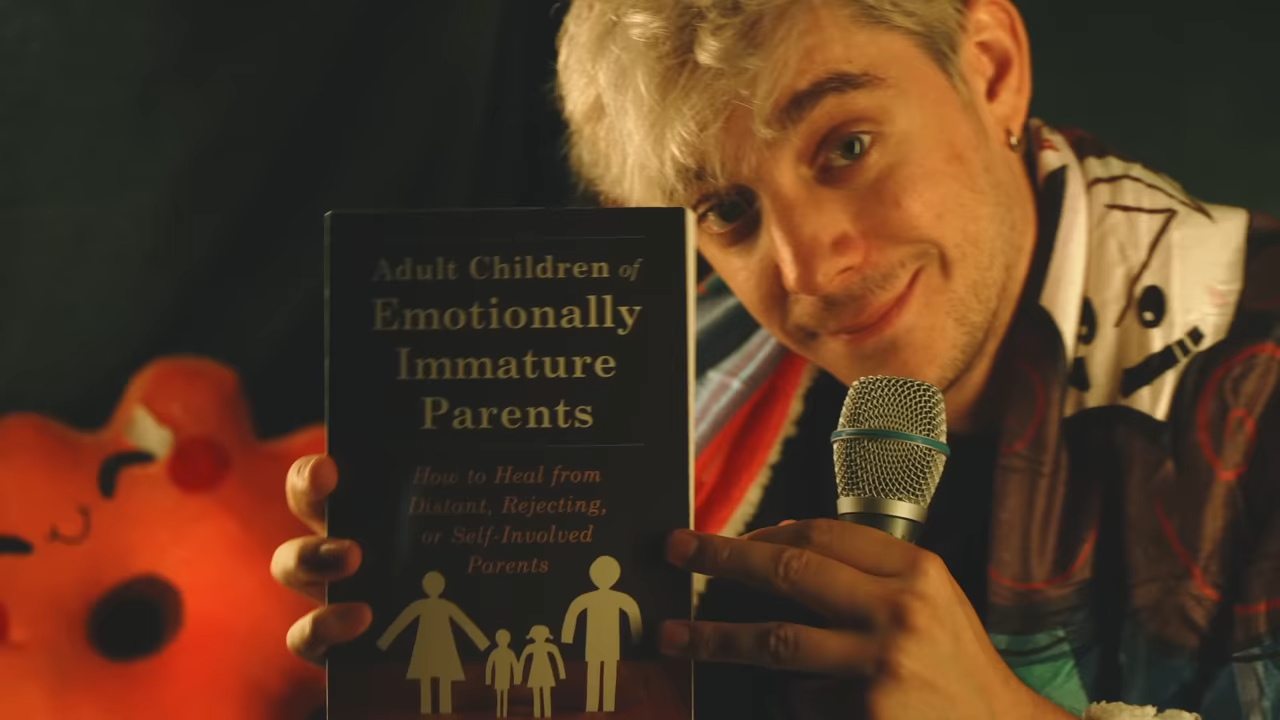 Adult Children of
Emotionally
Immature
Parents
How to Heal from
Distant, Rejecting,
or Self-Involved
Parents